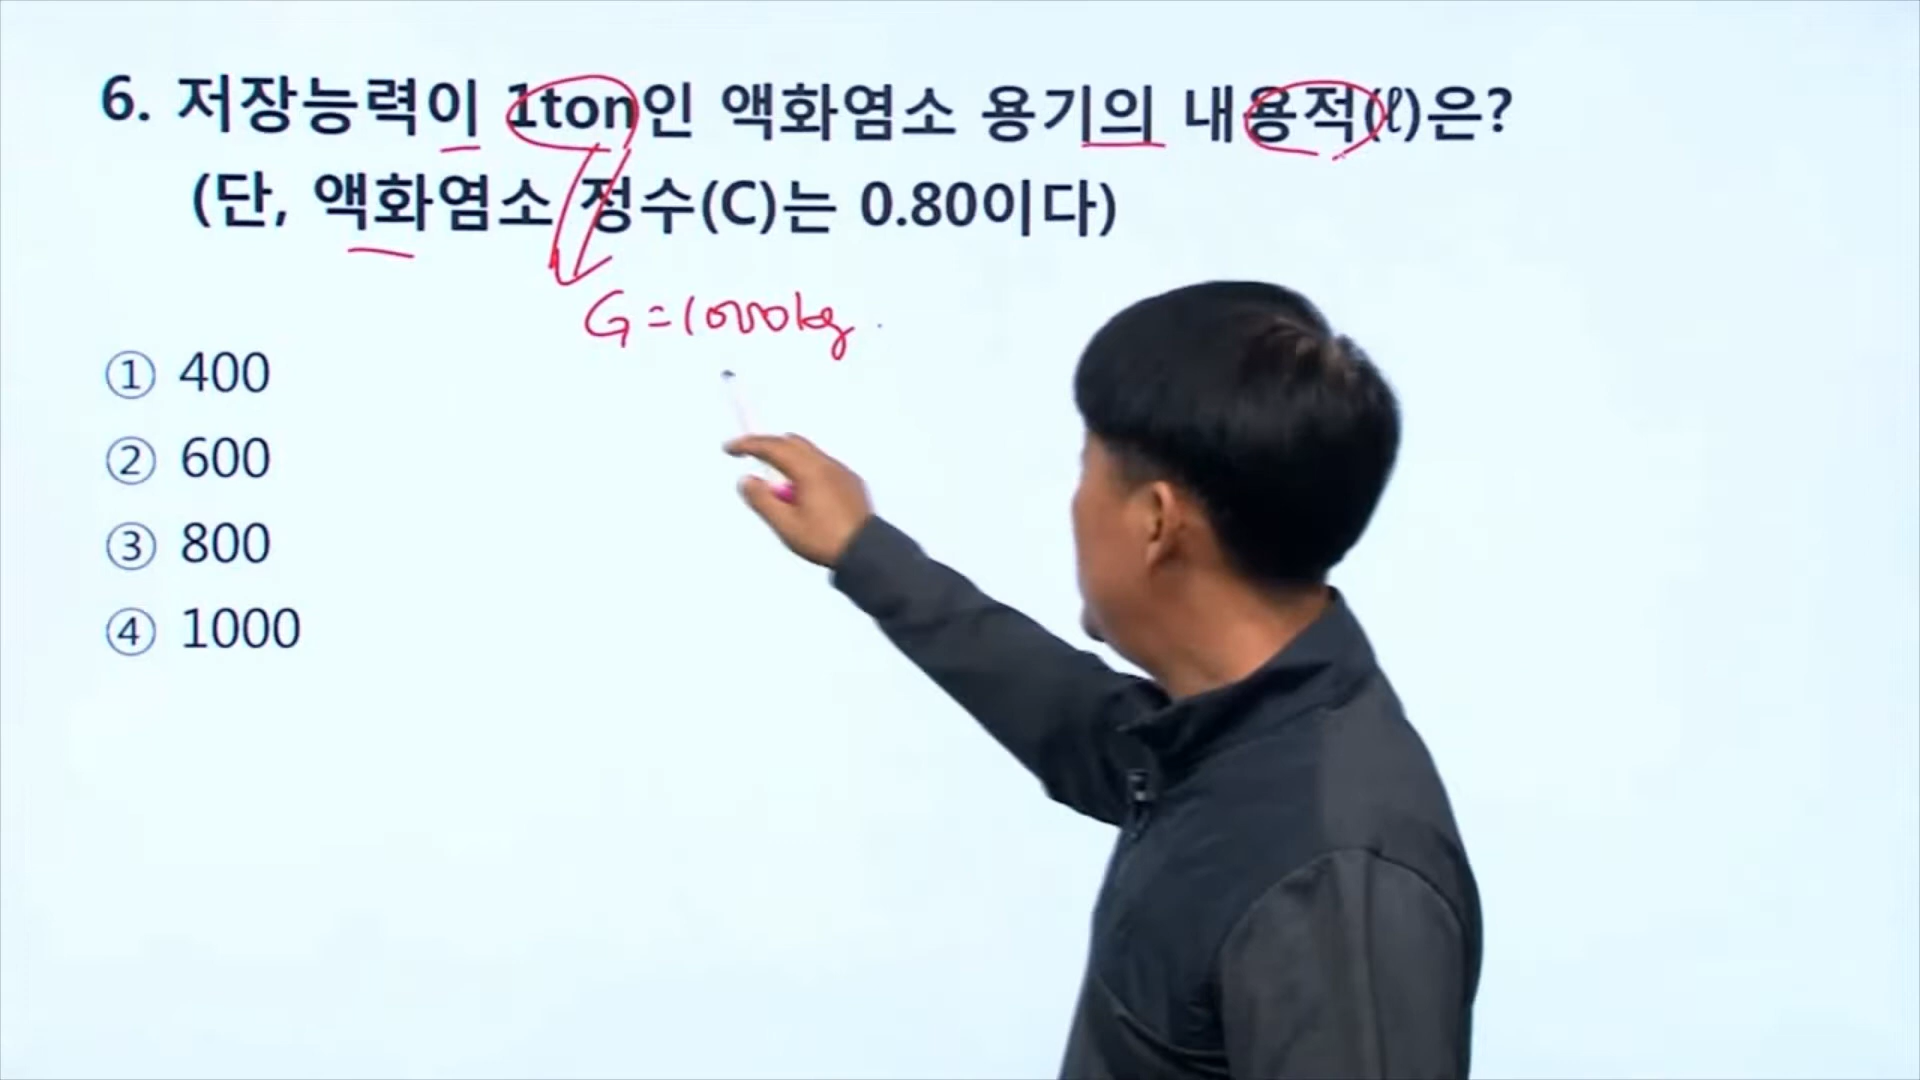 6. 저장능력이 1ton인 액화염소 용기의 내용적(ℓ)은?
(단, 액화염소 정수(C)는 0.80이다)
G=1000kg
① 400
② 600
③ 800
④ 1000